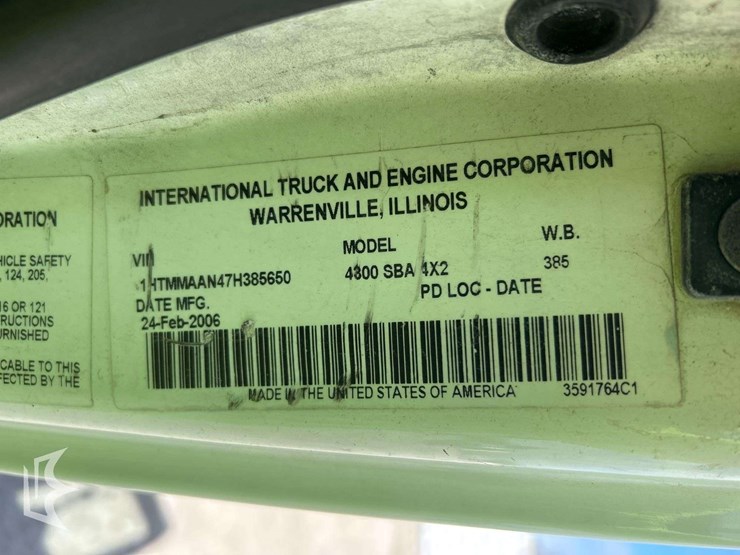 ORATION
HICLE SAFETY
, 124, 205,
16 OR 121
RUCTIONS
URNISHED
CABLE TO THIS
FECTED BY THE
INTERNATIONAL TRUCK AND ENGINE CORPORATION
WARRENVILLE, ILLINOIS
VIN MODEL W.B.
1HTMMAAN47H385650 4300 SBA 4X2 385
DATE MFG. PD LOC - DATE
24-Feb-2006
MADE IN THE UNITED STATES OF AMERICA 3591764C1